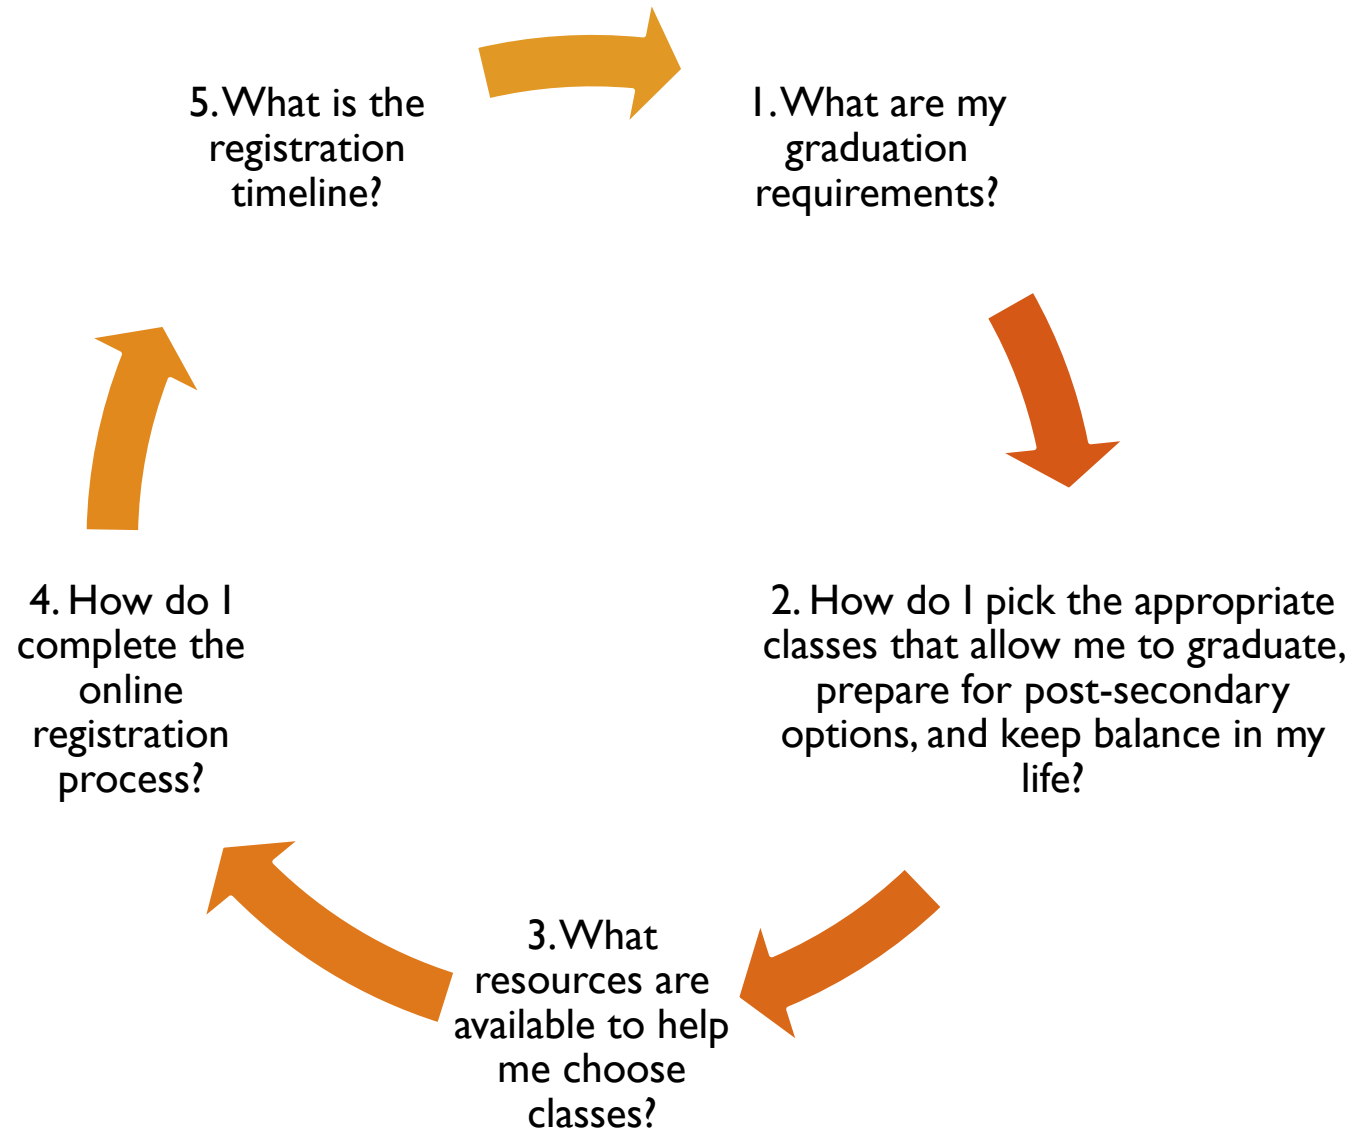 1. What are my
graduation
requirements?
2. How do I pick the appropriate
classes that allow me to graduate,
prepare for post-secondary
options, and keep balance in my
life?
3. What
resources are
available to help
me choose
classes?
4. How do I
complete the
online
registration
process?
5. What is the
registration
timeline?